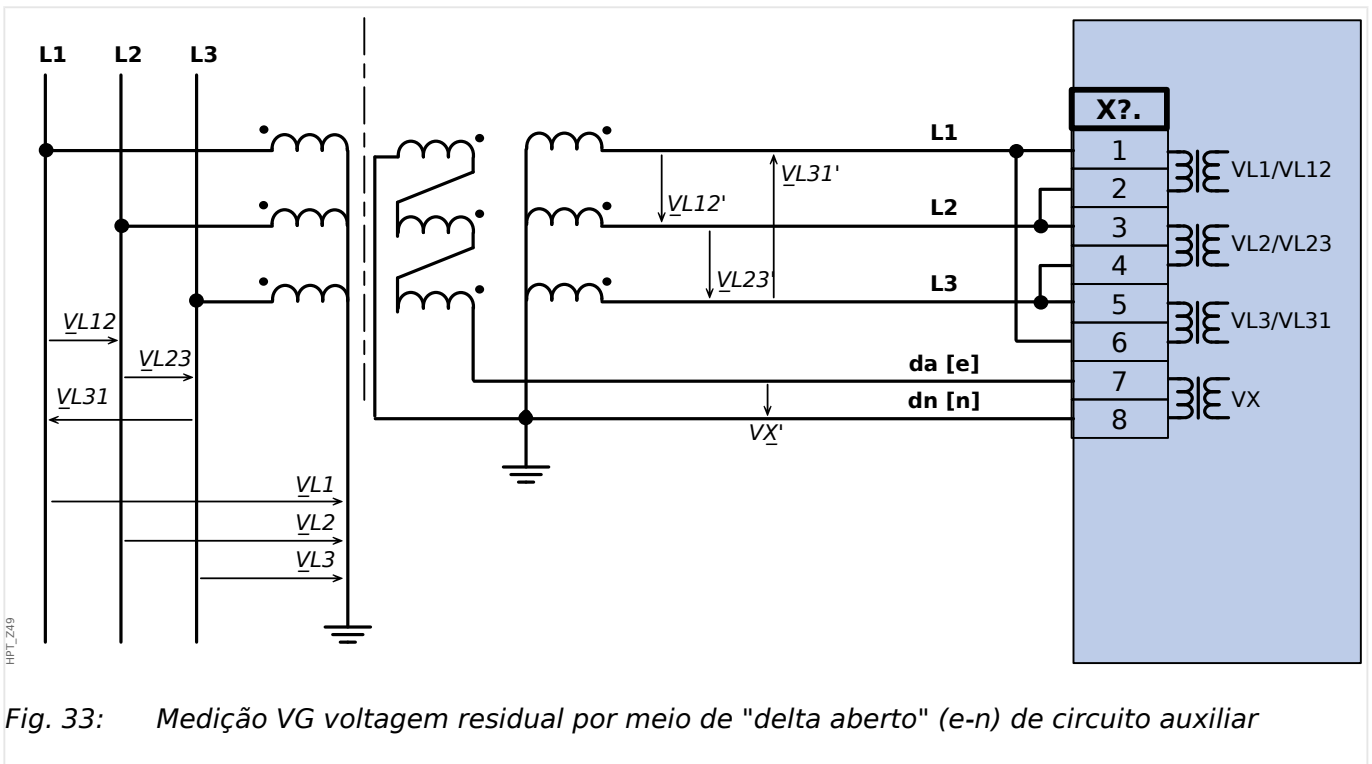 L1 L2 L3
X?.
L1
1
VL31'
VL1/VL12
2
VL12'
L2
3
VL2/VL23
4
VL23'
L3
5
VL12
VL3/VL31
6
VL23
da [e]
7
VL31
dn [n]
VX
8
VX'
VL1
VL2
VL3
HPT_Z49
Fig. 33: Medição VG voltagem residual por meio de "delta aberto" (e-n) de circuito auxiliar